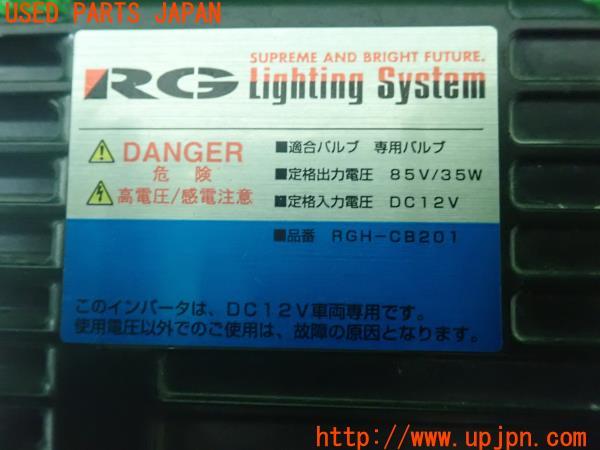 USED PARTS JAPAN
RG
SUPREME AND BRIGHT FUTURE.
Lighting System
DANGER
危険
高電圧/感電注意
■適合バルブ 専用バルブ
■定格出力電圧 85V/35W
■定格入力電圧 DC12V
■品番 RGH-CB201
このインバータは、DC12V車両専用です。
使用電圧以外でのご使用は、故障の原因となります。
http://www.upjpn.com/